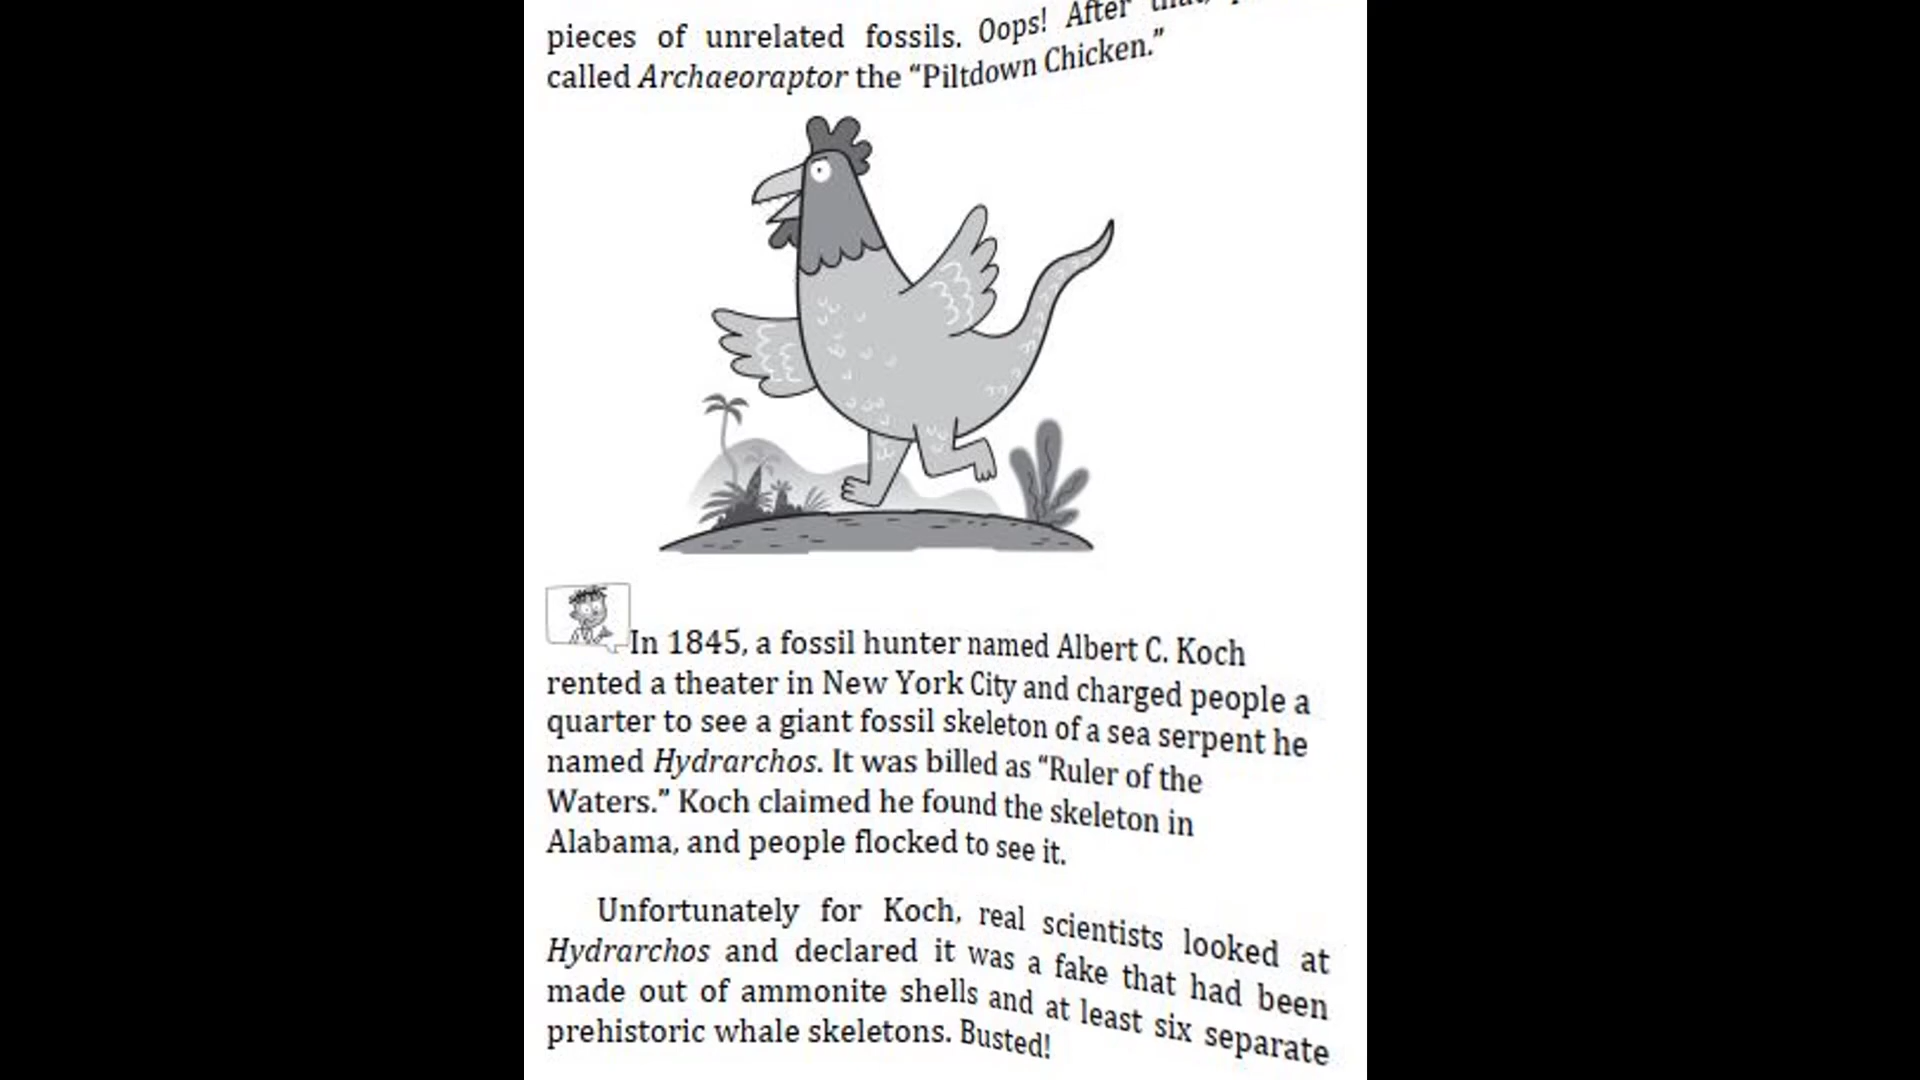 pieces of unrelated fossils. Oops! After that,
called Archaeoraptor the “Piltdown Chicken.”
In 1845, a fossil hunter named Albert C. Koch
rented a theater in New York City and charged people a
quarter to see a giant fossil skeleton of a sea serpent he
named Hydrarchos. It was billed as “Ruler of the
Waters.” Koch claimed he found the skeleton in
Alabama, and people flocked to see it.
Unfortunately for Koch, real scientists looked at
Hydrarchos and declared it was a fake that had been
made out of ammonite shells and at least six separate
prehistoric whale skeletons. Busted!